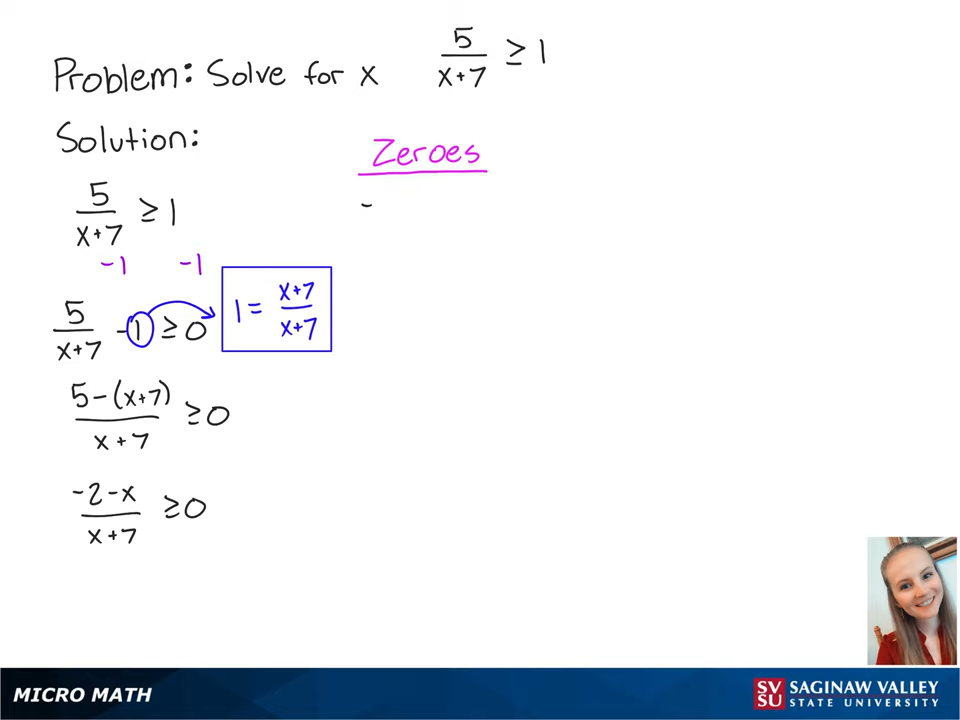 Problem: Solve for x 5/(x+7) ≥ 1
Solution:
Zeroes
5/(x+7) ≥ 1
-
-1 -1
5/(x+7) -1 ≥ 0
1 = (x+7)/(x+7)
(5-(x+7))/(x+7) ≥ 0
(-2-x)/(x+7) ≥ 0
MICRO MATH
SVSU SAGINAW VALLEY
STATE UNIVERSITY